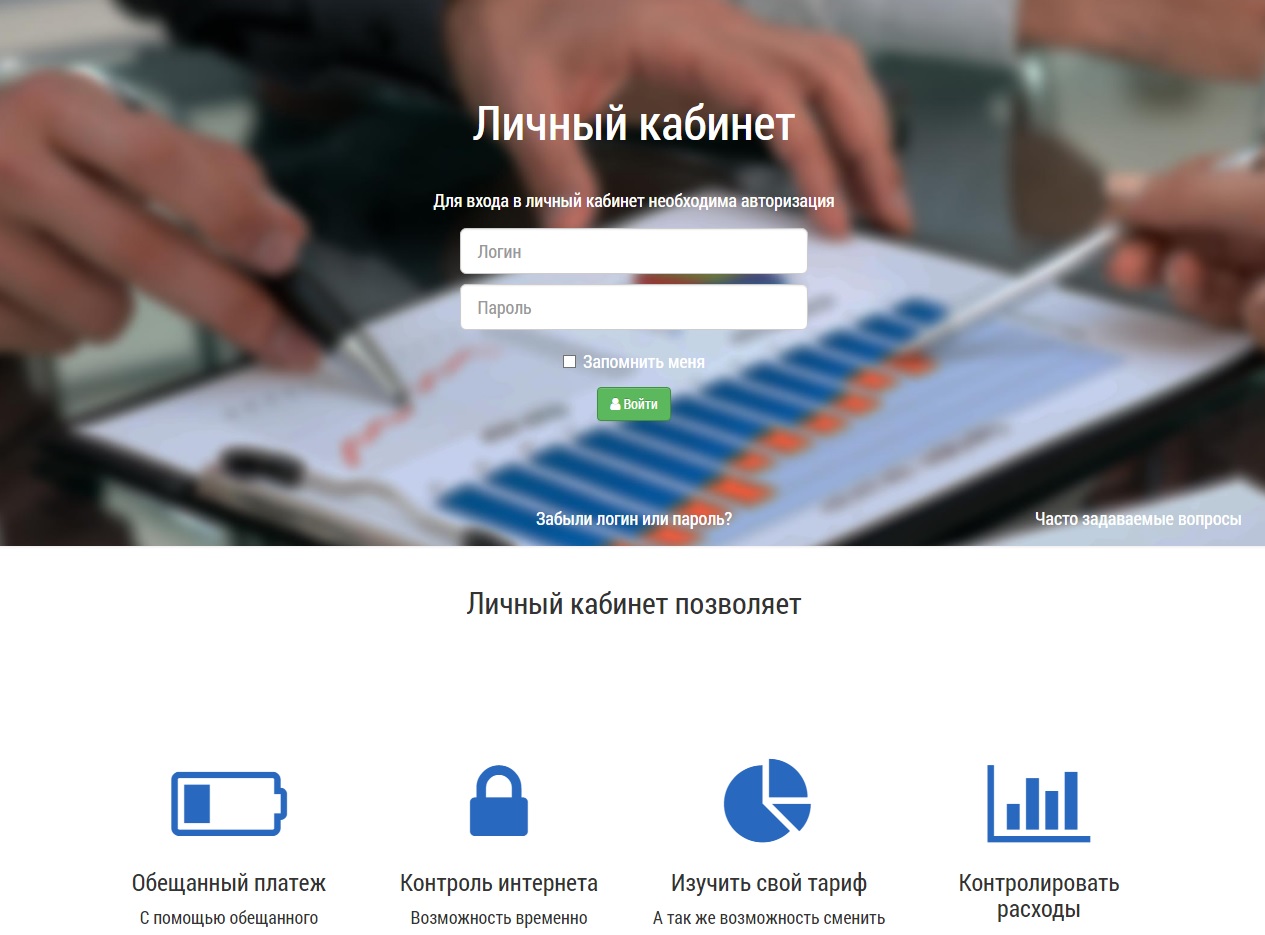 Личный кабинет
Для входа в личный кабинет необходима авторизация
Логин
Пароль
Запомнить меня
Войти
Забыли логин или пароль?
Часто задаваемые вопросы
Личный кабинет позволяет
Обещанный платеж
С помощью обещанного
Контроль интернета
Возможность временно
Изучить свой тариф
А так же возможность сменить
Контролировать
расходы